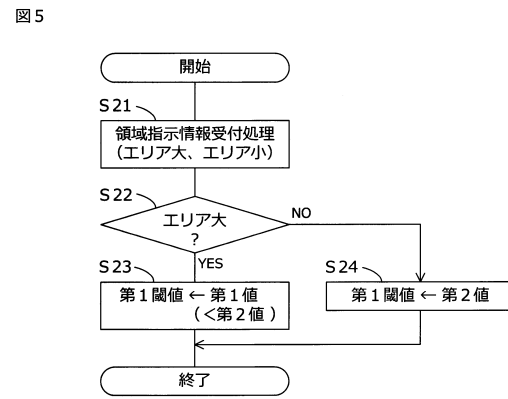 図５
開始
Ｓ21
領域指示情報受付処理
（エリア大、エリア小）
Ｓ22
エリア大
？
NO
YES
Ｓ23
第１閾値 ← 第１値
（＜第２値 ）
Ｓ24
第１閾値 ← 第２値
終了